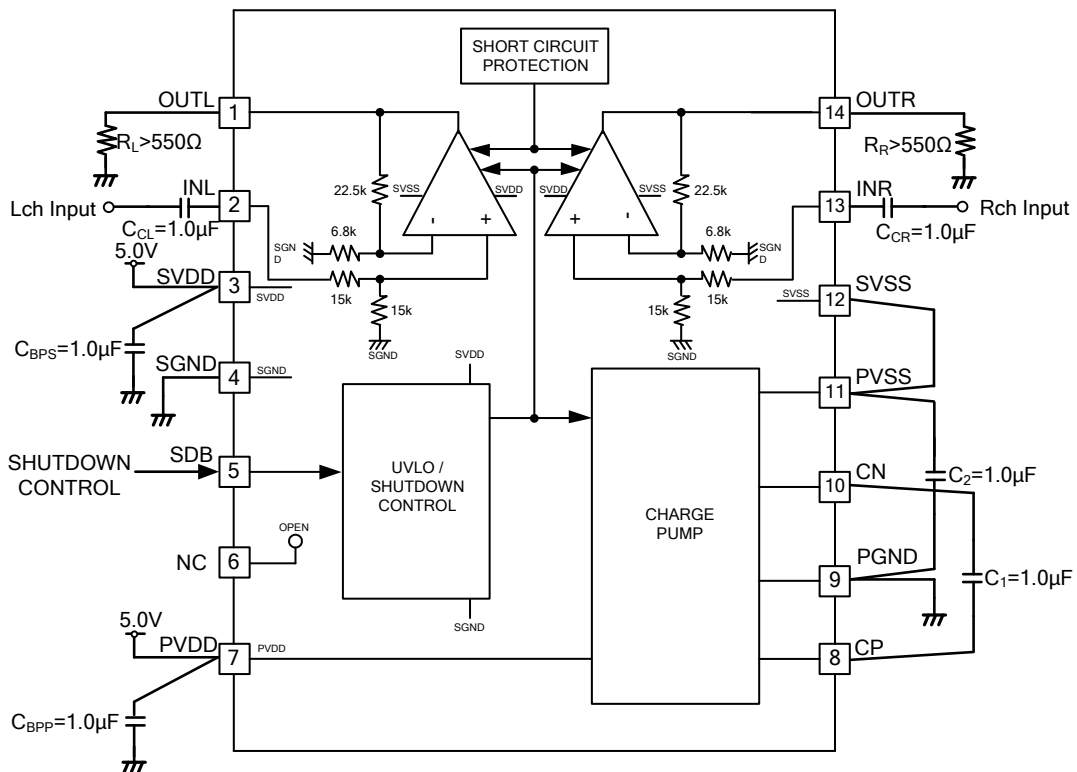 SHORT CIRCUIT
PROTECTION
OUTL
1
14
OUTR
RL>550Ω
RR>550Ω
22.5k
SVSS
SVDD
SVDD
SVSS
22.5k
INL
2
13
INR
Lch Input
Rch Input
CCL=1.0µF
CCR=1.0µF
-
+
+
-
6.8k
6.8k
SGN
D
SGN
D
15k
15k
15k
15k
SGND
SGND
5.0V
SVDD
3
SVDD
SVSS
12
SVSS
CBPS=1.0µF
SGND
4
SGND
SVDD
11
PVSS
SHUTDOWN
CONTROL
SDB
5
UVLO /
SHUTDOWN
CONTROL
CHARGE
PUMP
10
CN
C2=1.0µF
NC
6
OPEN
9
PGND
C1=1.0µF
SGND
5.0V
PVDD
7
PVDD
8
CP
CBPP=1.0µF